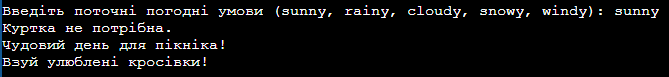 Введіть поточні погодні умови (sunny, rainy, cloudy, snowy, windy): sunny
Куртка не потрібна.
Чудовий день для пікніка!
Взуй улюблені кросівки!